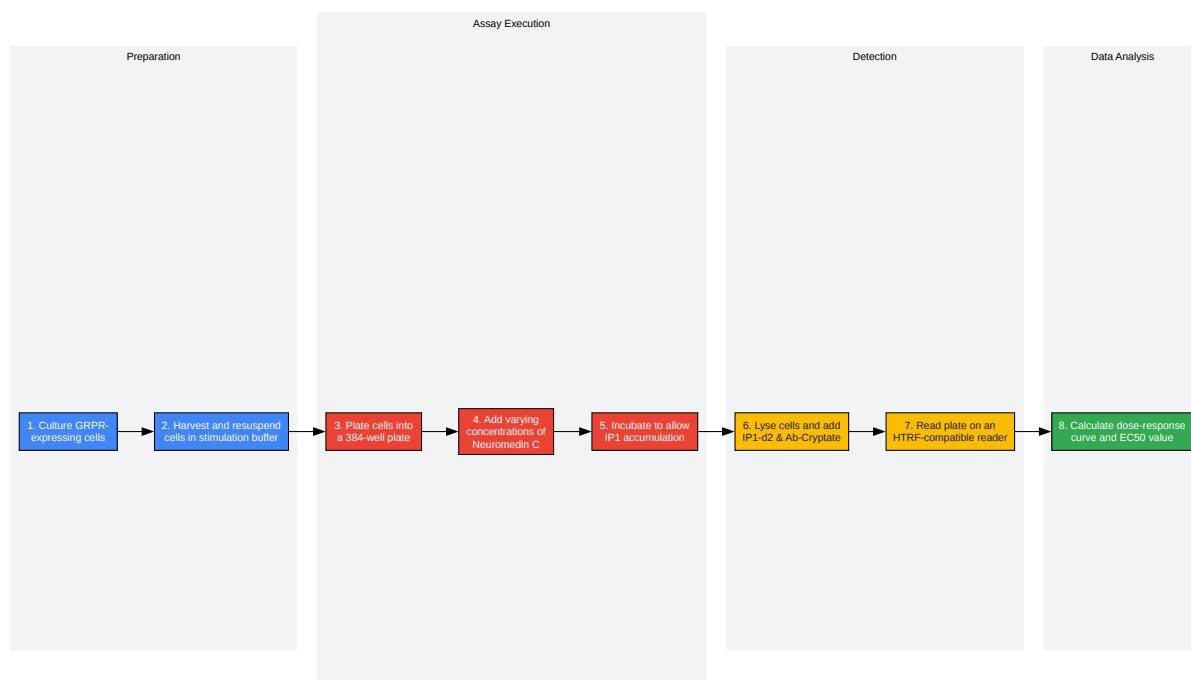 Assay Execution
Preparation
Detection
Data Analysis
1. Culture GRPR-
expressing cells
2. Harvest and resuspend
cells in stimulation buffer
3. Plate cells into
a 384-well plate
4. Add varying
concentrations of
Neuromedin C
5. Incubate to allow
IP1 accumulation
6. Lyse cells and add
IP1-d2 & Ab-Cryptate
7. Read plate on an
HTRF-compatible reader
8. Calculate dose-response
curve and EC50 value